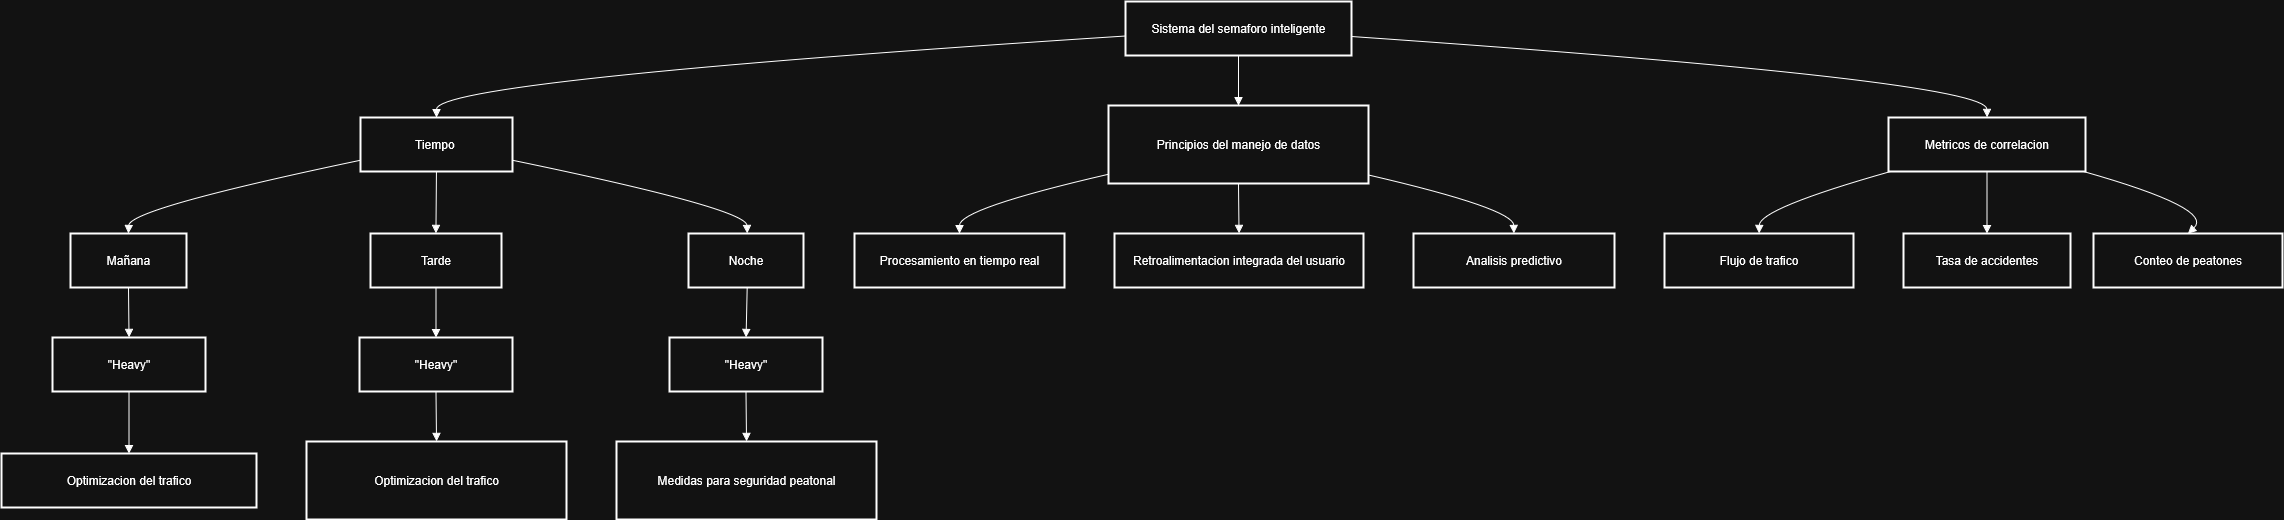 Sistema del semaforo inteligente
Tiempo
Principios del manejo de datos
Metricos de correlacion
Mañana
Tarde
Noche
Procesamiento en tiempo real
Retroalimentacion integrada del usuario
Analisis predictivo
Flujo de trafico
Tasa de accidentes
Conteo de peatones
"Heavy"
"Heavy"
"Heavy"
Optimizacion del trafico
Optimizacion del trafico
Medidas para seguridad peatonal